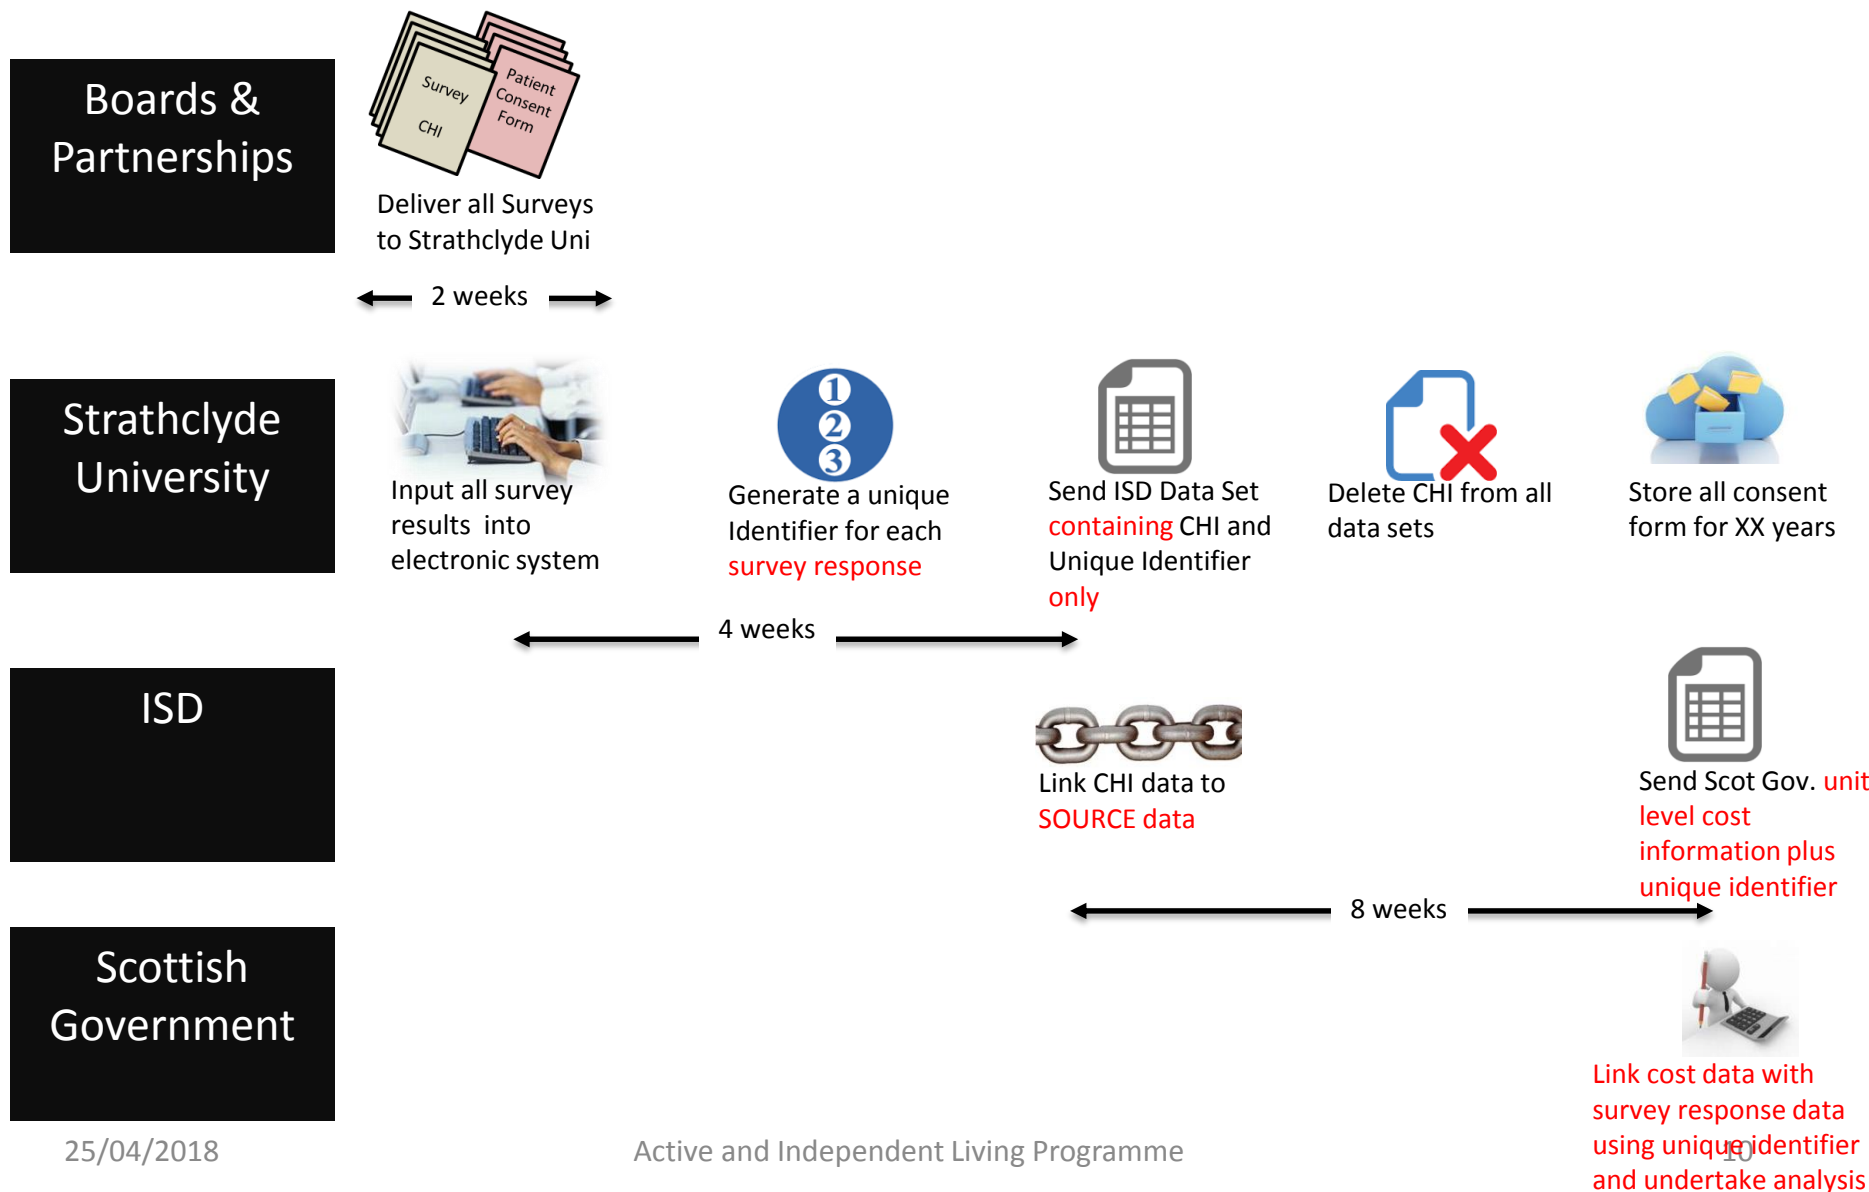 Boards &
Partnerships
Survey
CHI
Patient
Consent
Form
Deliver all Surveys
to Strathclyde Uni
2 weeks
Strathclyde
University
Input all survey
results into
electronic system
1
2
3
Generate a unique
Identifier for each
survey response
Send ISD Data Set
containing CHI and
Unique Identifier
only
Delete CHI from all
data sets
Store all consent
form for XX years
4 weeks
ISD
Link CHI data to
SOURCE data
Send Scot Gov. unit
level cost
information plus
unique identifier
8 weeks
Scottish
Government
Link cost data with
survey response data
using unique identifier
and undertake analysis
25/04/2018
Active and Independent Living Programme
10